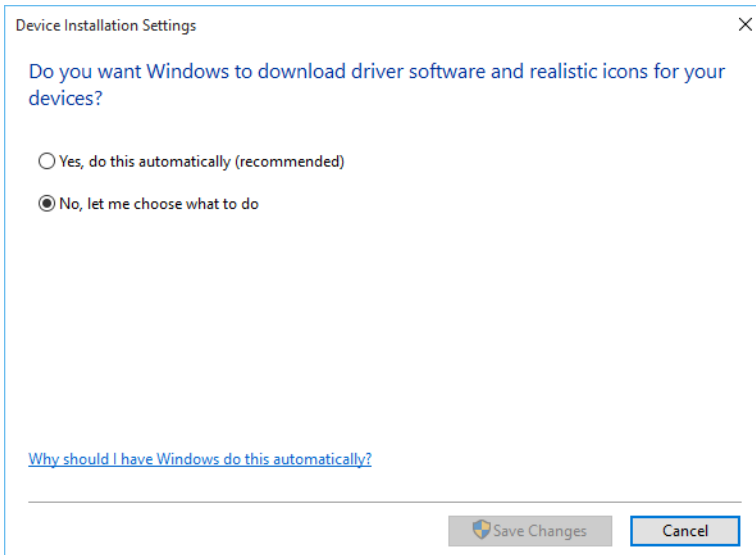 Device Installation Settings
Do you want Windows to download driver software and realistic icons for your
devices?
Yes, do this automatically (recommended)
No, let me choose what to do
Why should I have Windows do this automatically?
Save Changes
Cancel